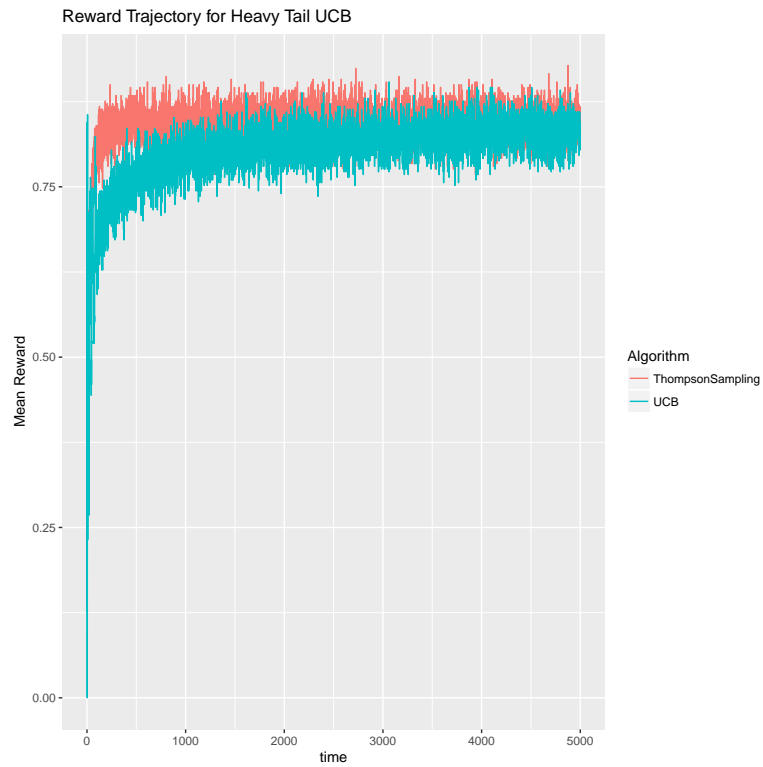 Reward Trajectory for Heavy Tail UCB
Mean Reward
0.75
0.50
0.25
0.00
0
1000
2000
3000
4000
5000
time
Algorithm
ThompsonSampling
UCB